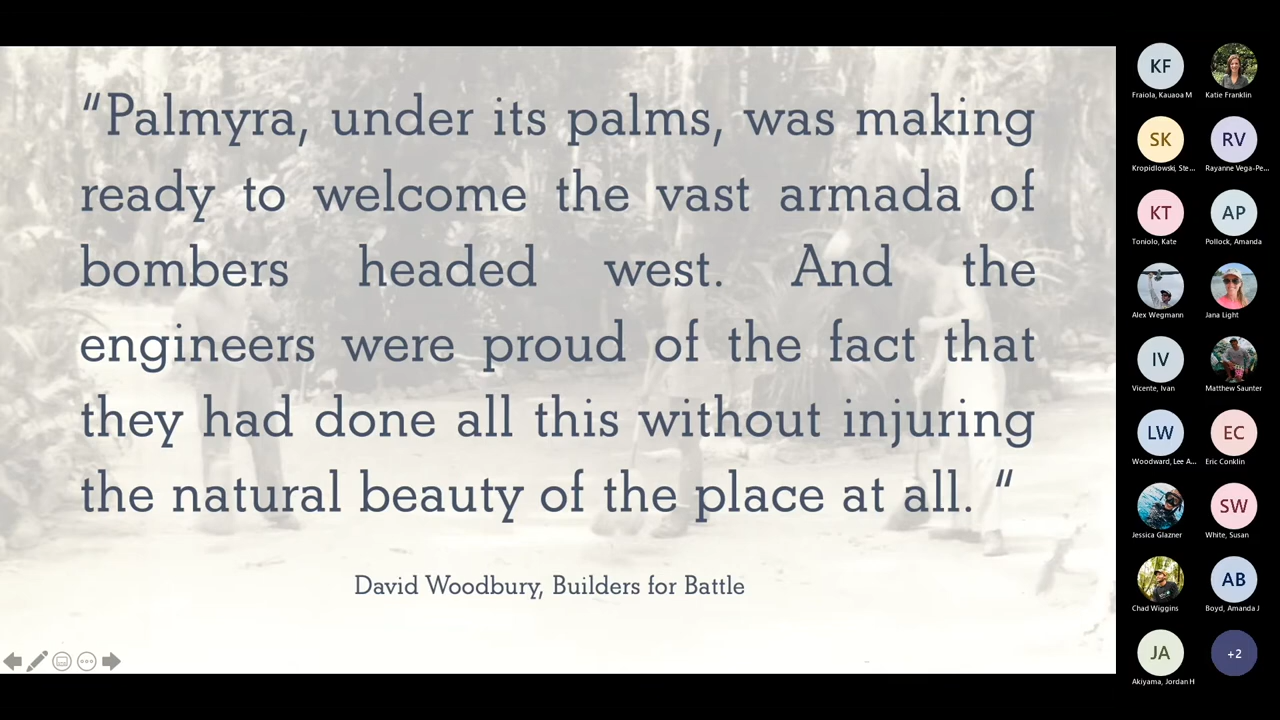 “Palmyra, under its palms, was making
ready to welcome the vast armada of
bombers headed west. And the
engineers were proud of the fact that
they had done all this without injuring
the natural beauty of the place at all. “
David Woodbury, Builders for Battle
KF
Fraiola, Kauaoa M
Katie Franklin
SK
Kropidlowski, Ste...
RV
Rayanne Vega-Pe...
KT
Toniolo, Kate
AP
Pollock, Amanda
Alex Wegmann
Jana Light
IV
Vicente, Ivan
Matthew Saunter
LW
Woodward, Lee A...
EC
Eric Conklin
Jessica Glazner
SW
White, Susan
Chad Wiggins
AB
Boyd, Amanda J
JA
Akiyama, Jordan H
+2